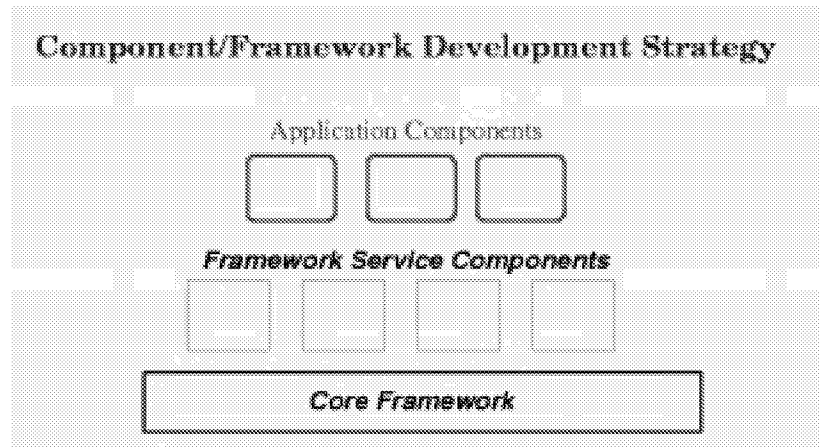 Component/Framework Development Strategy
Application Components
Framework Service Components
Core Framework